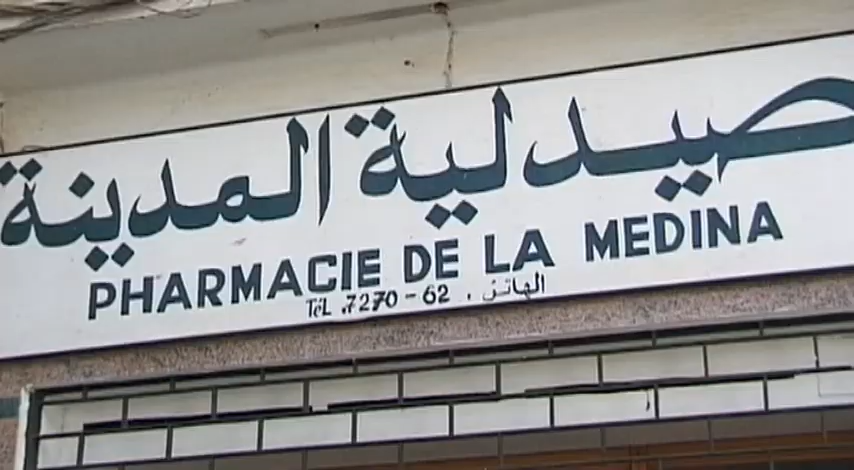 صيدلية المدينة
PHARMACIE DE LA MEDINA
TéL .7270-62 . الهاتف